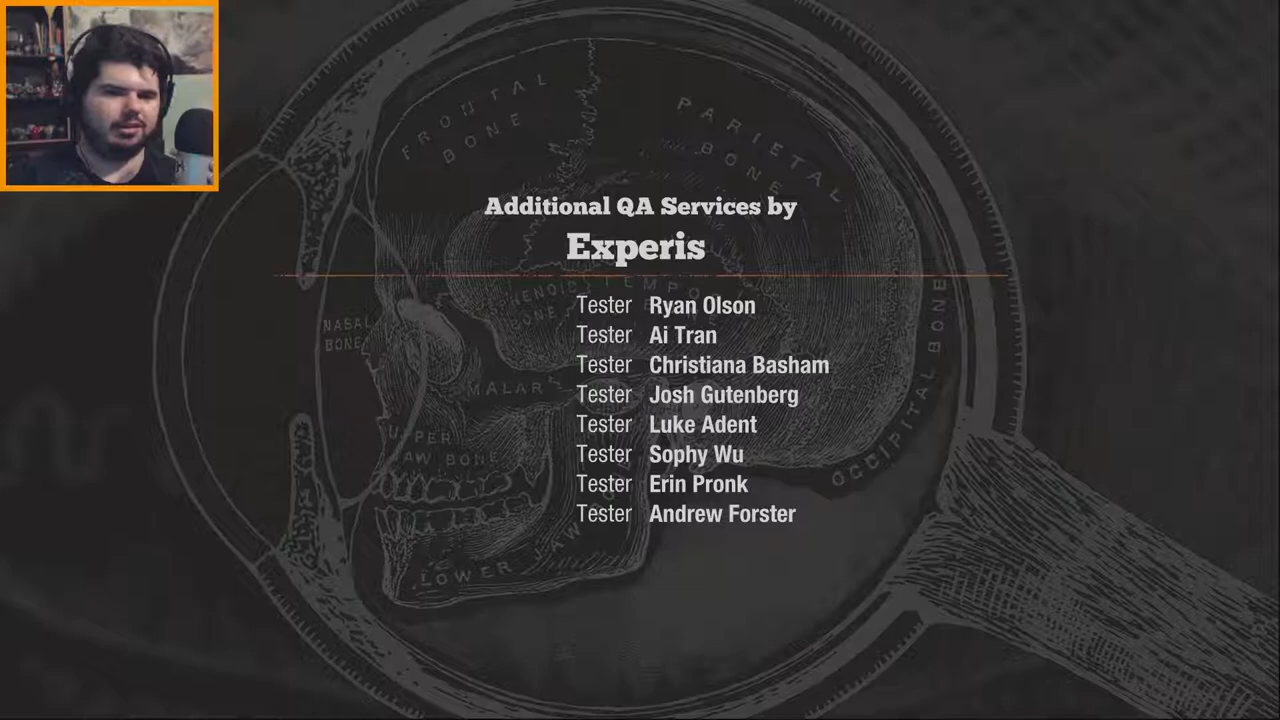 FRONTAL
BONE
PARIETAL
BONE
Additional QA Services by
Experis
Tester Ryan Olson
NASAL
BONE
Tester Ai Tran
Tester Christiana Basham
MALAR
Tester Josh Gutenberg
Tester Luke Adent
UPPER
JAW BONE
Tester Sophy Wu
OCCIPITAL BONE
Tester Erin Pronk
Tester Andrew Forster
LOWER JAW